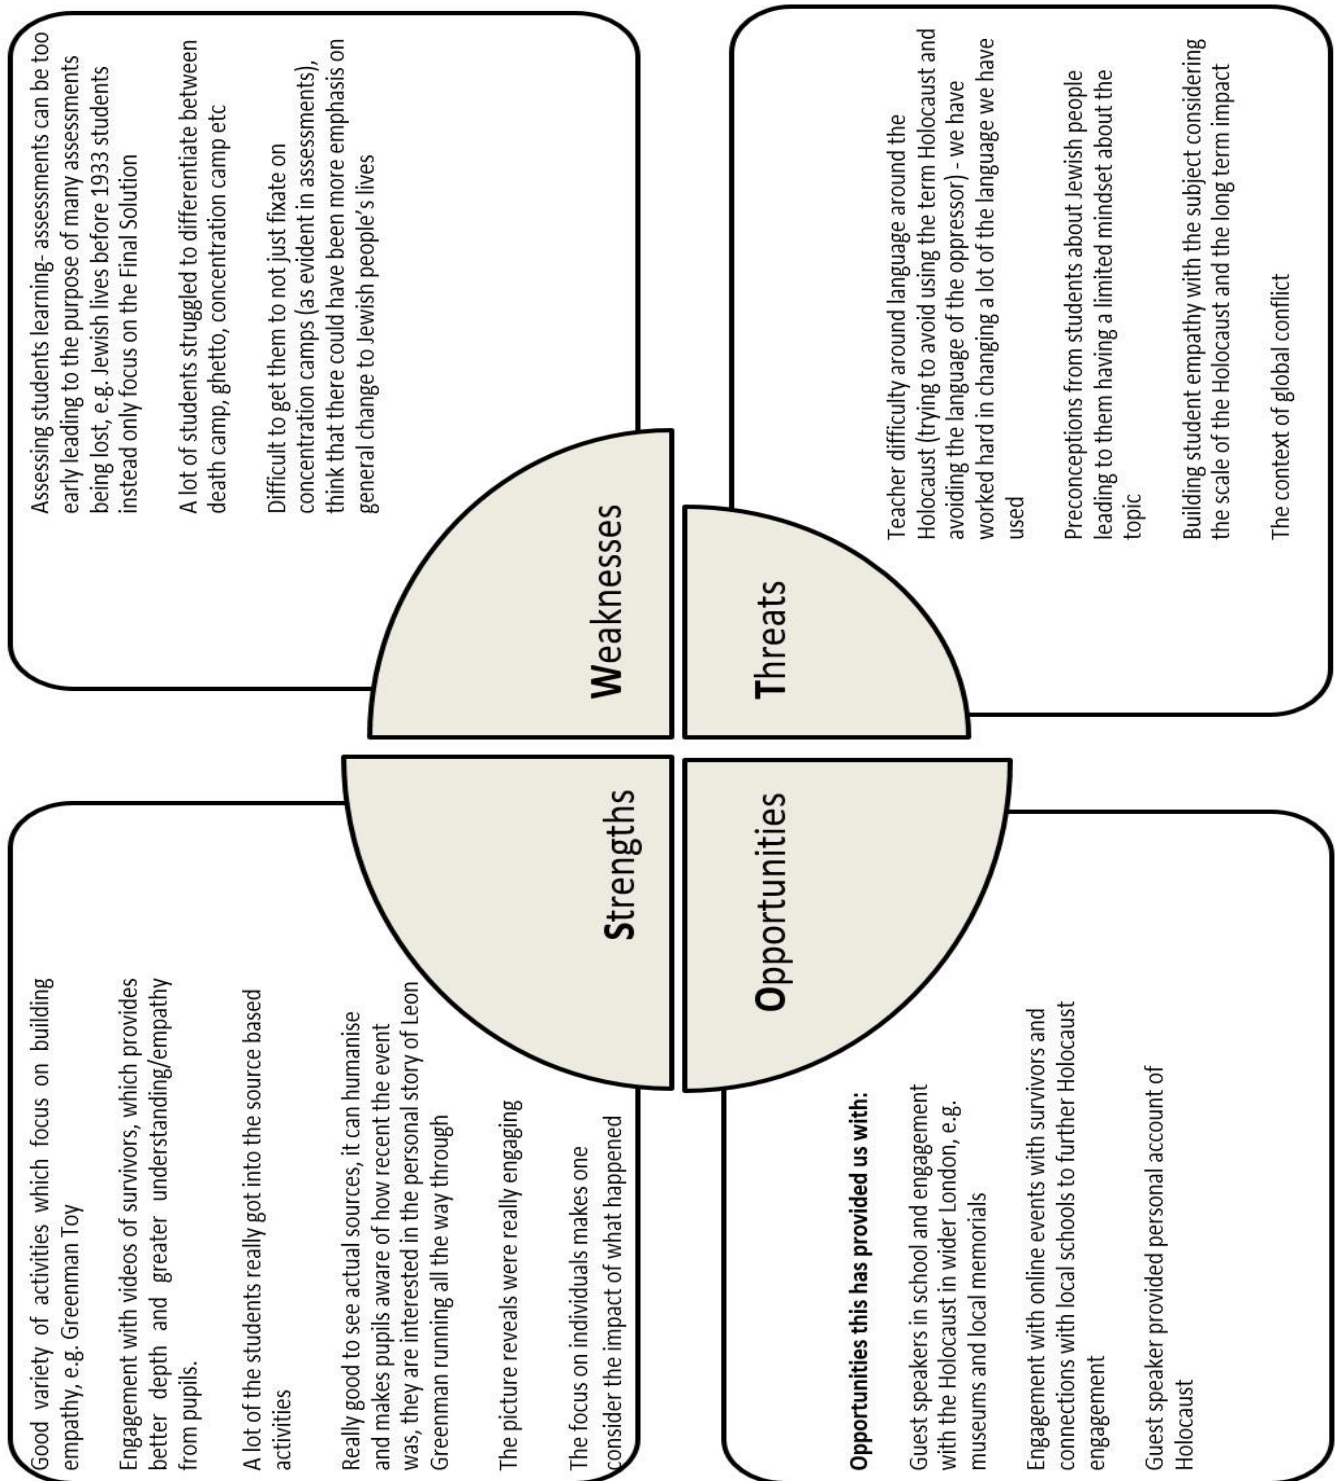 Good variety of activities which focus on building
empathy, e.g. Greenman Toy
Engagement with videos of survivors, which provides
better depth and greater understanding/empathy
from pupils.
A lot of the students really got into the source based
activities
Really good to see actual sources, it can humanise
and makes pupils aware of how recent the event
was, they are interested in the personal story of Leon
Greenman running all the way through
The picture reveals were really engaging
The focus on individuals makes one
consider the impact of what happened
Strengths
Assessing students learning- assessments can be too
early leading to the purpose of many assessments
being lost, e.g. Jewish lives before 1933 students
instead only focus on the Final Solution
A lot of students struggled to differentiate between
death camp, ghetto, concentration camp etc
Difficult to get them to not just fixate on
concentration camps (as evident in assessments),
think that there could have been more emphasis on
general change to Jewish people's lives
Weaknesses
Opportunities
Opportunities this has provided us with:
Guest speakers in school and engagement
with the Holocaust in wider London, e.g.
museums and local memorials
Engagement with online events with survivors and
connections with local schools to further Holocaust
engagement
Guest speaker provided personal account of
Holocaust
Threats
Teacher difficulty around language around the
Holocaust (trying to avoid using the term Holocaust and
avoiding the language of the oppressor) - we have
worked hard in changing a lot of the language we have
used
Preconceptions from students about Jewish people
leading to them having a limited mindset about the
topic
Building student empathy with the subject considering
the scale of the Holocaust and the long term impact
The context of global conflict